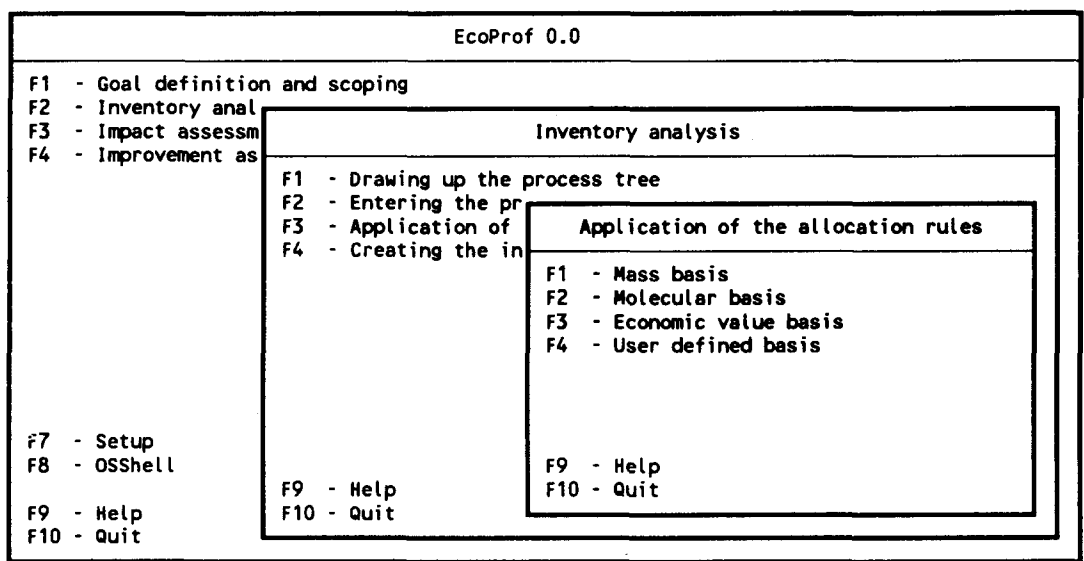 EcoProf 0.0
F1 - Goal definition and scoping
F2 - Inventory anal
F3 - Impact assessm
F4 - Improvement as
F7 - Setup
F8 - OSShell
F9 - Help
F10 - Quit
Inventory analysis
F1 - Drawing up the process tree
F2 - Entering the pr
F3 - Application of
F4 - Creating the in
F9 - Help
F10 - Quit
Application of the allocation rules
F1 - Mass basis
F2 - Molecular basis
F3 - Economic value basis
F4 - User defined basis
F9 - Help
F10 - Quit